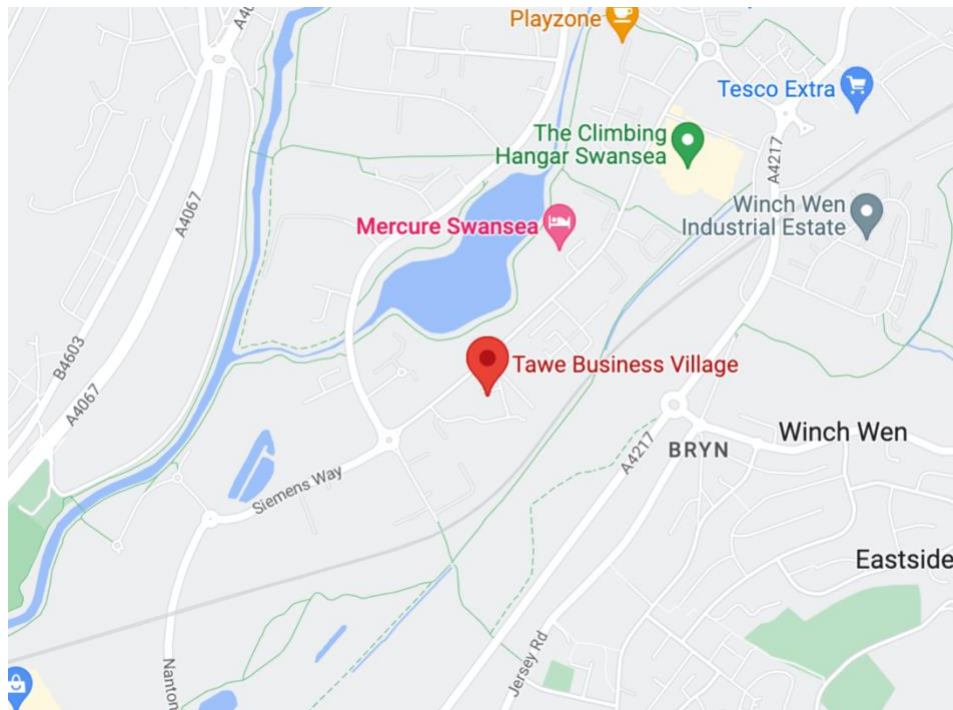 Playzone
A40
Tesco Extra
The Climbing
Hangar Swansea
A4217
A4067
Mercure Swansea
Winch Wen
Industrial Estate
B4603
Tawe Business Village
A4067
Winch Wen
BRYN
A4217
Siemens Way
Eastside
Jersey Rd
Nanton